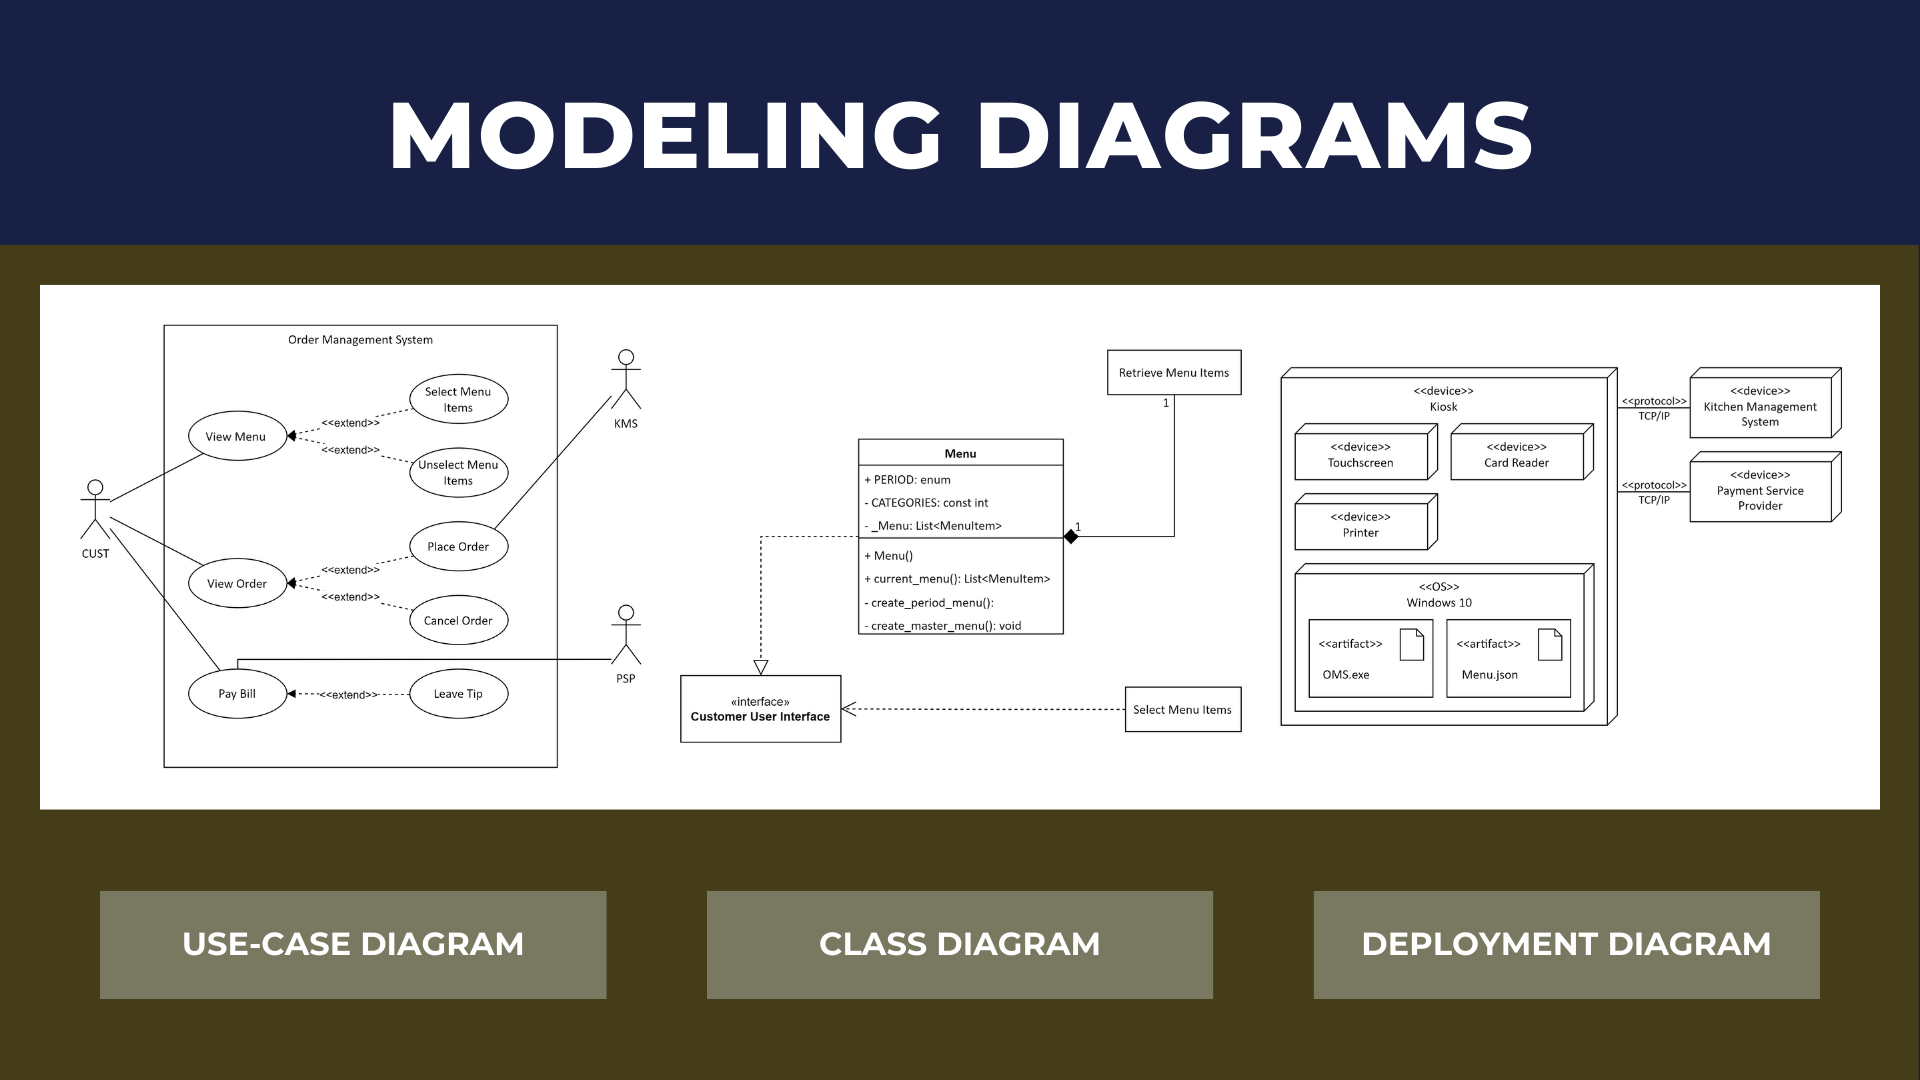 MODELING DIAGRAMS
Order Management System
Select Menu
Items
<<extend>>
View Menu
<<extend>>
Unselect Menu
Items
KMS
CUST
Place Order
<<extend>>
View Order
<<extend>>
Cancel Order
Pay Bill
<<extend>>
Leave Tip
PSP
Retrieve Menu Items
1
Menu
+ PERIOD: enum
- CATEGORIES: const int
- _Menu: List<MenuItem>
1
+ Menu()
+ current_menu(): List<MenuItem>
- create_period_menu():
- create_master_menu(): void
«interface»
Customer User Interface
Select Menu Items
<<device>>
Kiosk
<<device>>
Touchscreen
<<device>>
Card Reader
<<device>>
Printer
<<OS>>
Windows 10
<<artifact>>
OMS.exe
<<artifact>>
Menu.json
<<protocol>>
TCP/IP
<<device>>
Kitchen Management
System
<<protocol>>
TCP/IP
<<device>>
Payment Service
Provider
USE-CASE DIAGRAM
CLASS DIAGRAM
DEPLOYMENT DIAGRAM